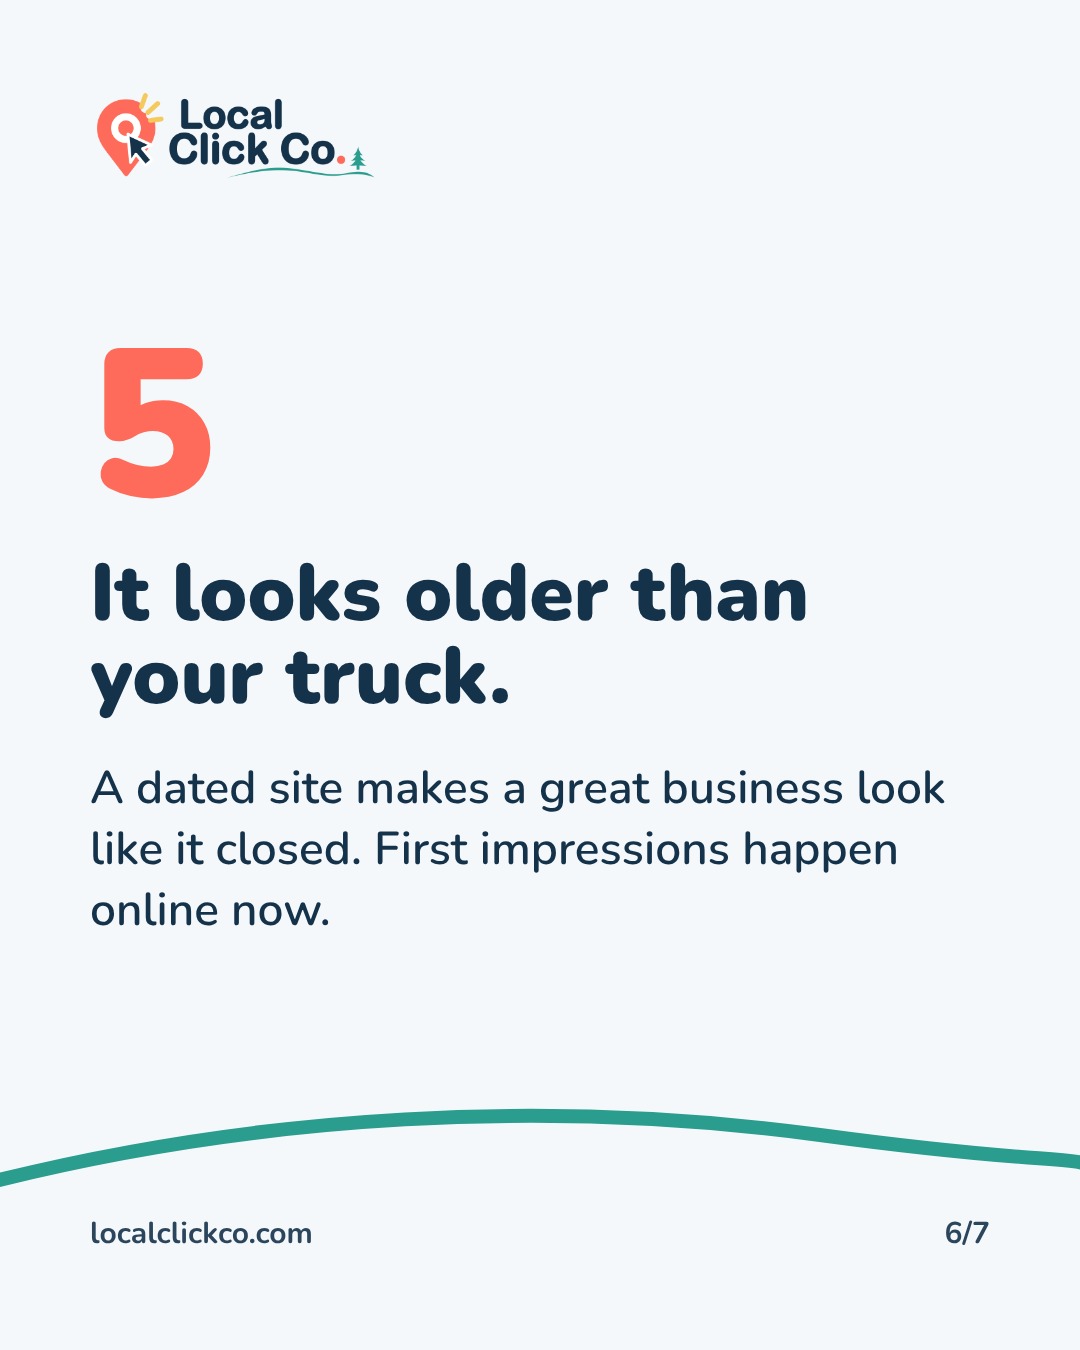 Local
Click Co.
5
It looks older than
your truck.
A dated site makes a great business look
like it closed. First impressions happen
online now.
localclickco.com
6/7